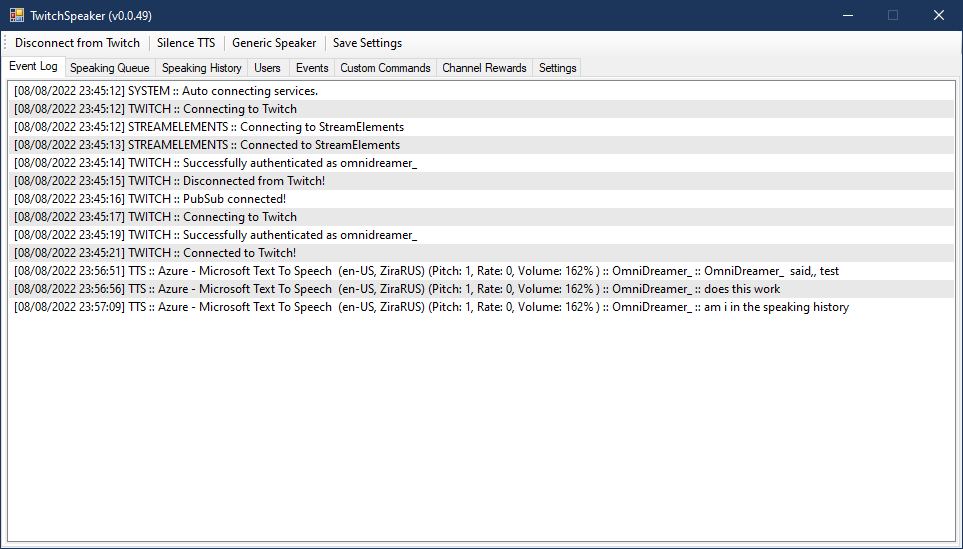 TwitchSpeaker (v0.0.49)
Disconnect from Twitch Silence TTS Generic Speaker Save Settings
Event Log Speaking Queue Speaking History Users Events Custom Commands Channel Rewards Settings
[08/08/2022 23:45:12] SYSTEM :: Auto connecting services.
[08/08/2022 23:45:12] TWITCH :: Connecting to Twitch
[08/08/2022 23:45:12] STREAMELEMENTS :: Connecting to StreamElements
[08/08/2022 23:45:13] STREAMELEMENTS :: Connected to StreamElements
[08/08/2022 23:45:14] TWITCH :: Successfully authenticated as omnidreamer_
[08/08/2022 23:45:15] TWITCH :: Disconnected from Twitch!
[08/08/2022 23:45:16] TWITCH :: PubSub connected!
[08/08/2022 23:45:17] TWITCH :: Connecting to Twitch
[08/08/2022 23:45:19] TWITCH :: Successfully authenticated as omnidreamer_
[08/08/2022 23:45:21] TWITCH :: Connected to Twitch!
[08/08/2022 23:56:51] TTS :: Azure - Microsoft Text To Speech  (en-US, ZiraRUS) (Pitch: 1, Rate: 0, Volume: 162% ) :: OmniDreamer_ :: OmniDreamer_  said,, test
[08/08/2022 23:56:56] TTS :: Azure - Microsoft Text To Speech  (en-US, ZiraRUS) (Pitch: 1, Rate: 0, Volume: 162% ) :: OmniDreamer_ :: does this work
[08/08/2022 23:57:09] TTS :: Azure - Microsoft Text To Speech  (en-US, ZiraRUS) (Pitch: 1, Rate: 0, Volume: 162% ) :: OmniDreamer_ :: am i in the speaking history